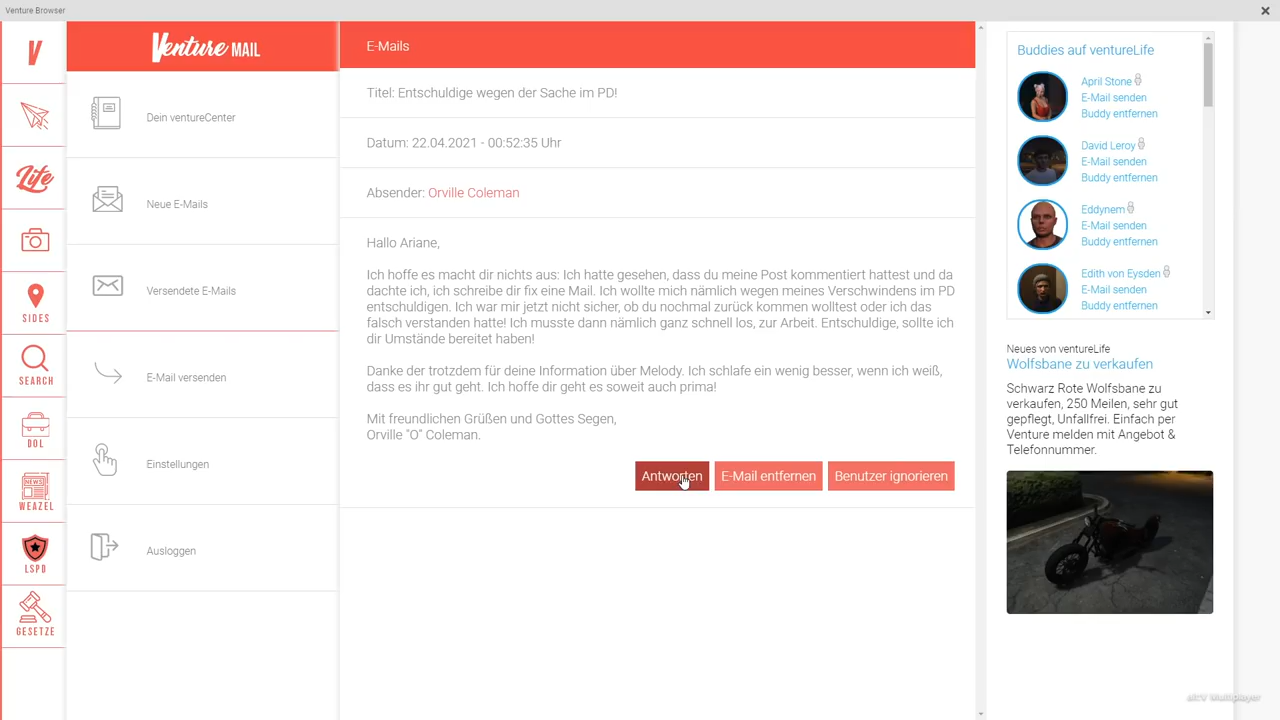 Venture Browser
V
Life
SIDES
SEARCH
DOL
NEWS
WEAZEL
LSPD
GESETZE
Venture MAIL
Dein ventureCenter
Neue E-Mails
Versendete E-Mails
E-Mail versenden
Einstellungen
Ausloggen
E-Mails
Titel: Entschuldige wegen der Sache im PD!
Datum: 22.04.2021 - 00:52:35 Uhr
Absender: Orville Coleman
Hallo Ariane,
Ich hoffe es macht dir nichts aus: Ich hatte gesehen, dass du meine Post kommentiert hattest und da
dachte ich, ich schreibe dir fix eine Mail. Ich wollte mich nämlich wegen meines Verschwindens im PD
entschuldigen. Ich war mir jetzt nicht sicher, ob du nochmal zurück kommen wolltest oder ich das
falsch verstanden hatte! Ich musste dann nämlich ganz schnell los, zur Arbeit. Entschuldige, sollte ich
dir Umstände bereitet haben!
Danke der trotzdem für deine Information über Melody. Ich schlafe ein wenig besser, wenn ich weiß,
dass es ihr gut geht. Ich hoffe dir geht es soweit auch prima!
Mit freundlichen Grüßen und Gottes Segen,
Orville "O" Coleman.
Antworten
E-Mail entfernen
Benutzer ignorieren
Buddies auf ventureLife
April Stone
E-Mail senden
Buddy entfernen
David Leroy
E-Mail senden
Buddy entfernen
Eddynem
E-Mail senden
Buddy entfernen
Edith von Eysden
E-Mail senden
Buddy entfernen
Neues von ventureLife
Wolfsbane zu verkaufen
Schwarz Rote Wolfsbane zu
verkaufen, 250 Meilen, sehr gut
gepflegt, Unfallfrei. Einfach per
Venture melden mit Angebot &
Telefonnummer.
alt:V Multiplayer